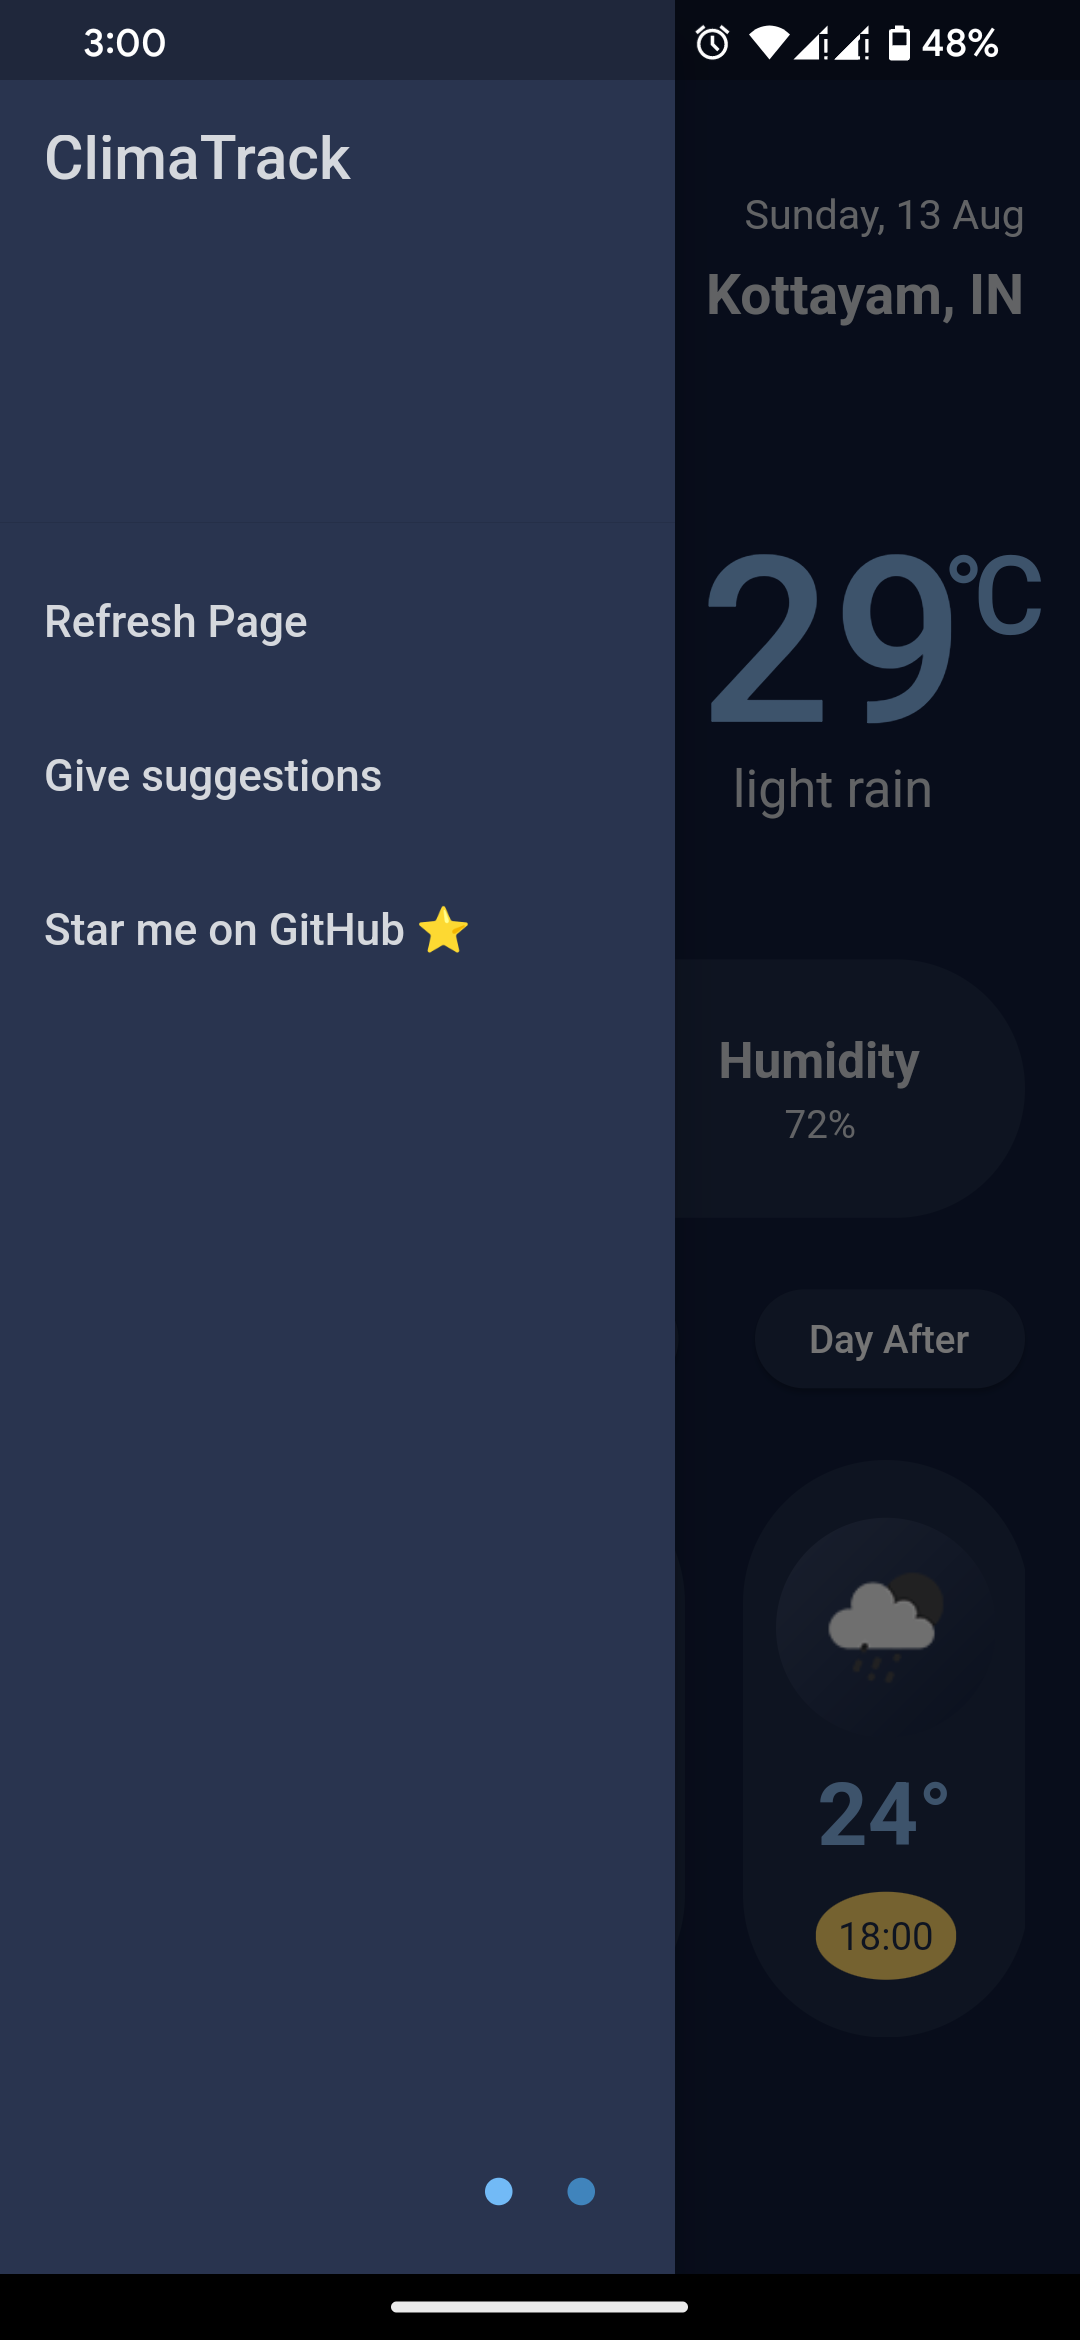 3:00
48%
ClimaTrack
Sunday, 13 Aug
Kottayam, IN
Refresh Page
Give suggestions
Star me on GitHub ⭐
29°C
light rain
Humidity
72%
Day After
24°
18:00